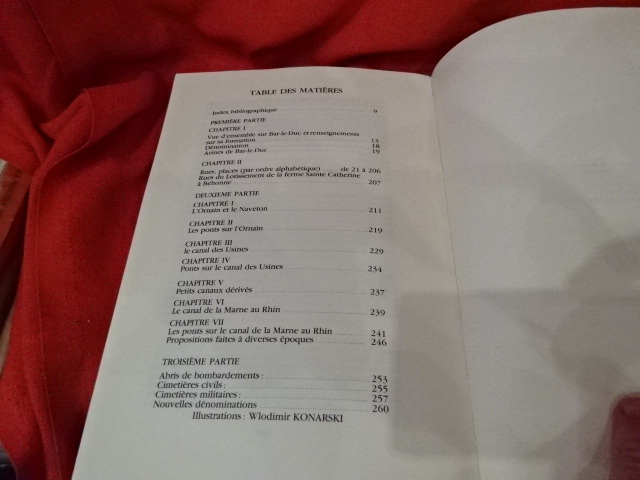 TABLE DES MATIÈRES
Index bibliographique 9
PREMIÈRE PARTIE
CHAPITRE I
Vue d'ensemble sur Bar-le-Duc et renseignements
sur sa formation 13
Dénomination 18
Armes de Bar-le-Duc 19
CHAPITRE II
Rues, places (par ordre alphabétique) de 21 à 206
Rues du Lotissement de la ferme Sainte Catherine
à Behonne 207
DEUXIEME PARTIE
CHAPITRE I
L'Ornain et le Naveton 211
CHAPITRE II
Les ponts sur l'Ornain 219
CHAPITRE III
le canal des Usines 229
CHAPITRE IV
Ponts sur le canal des Usines 234
CHAPITRE V
Petits canaux dérivés 237
CHAPITRE VI
Le canal de la Marne au Rhin 239
CHAPITRE VII
Les ponts sur le canal de la Marne au Rhin 241
Propositions faites à diverses époques 246
TROISIÈME PARTIE
Abris de bombardements : 253
Cimetières civils : 255
Cimetières militaires : 257
Nouvelles dénominations 260
Illustrations : Wlodimir KONARSKI